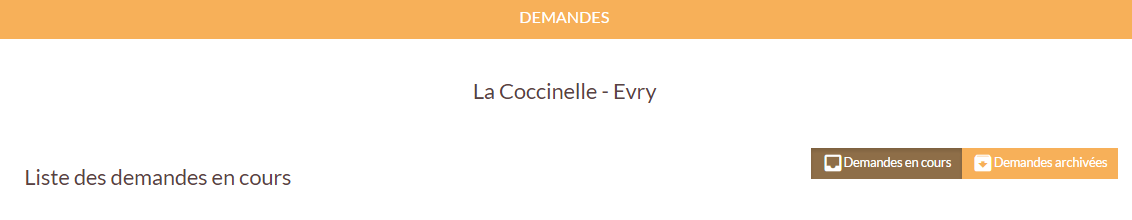 DEMANDES
La Coccinelle - Evry
Demandes en cours
Demandes archivées
Liste des demandes en cours